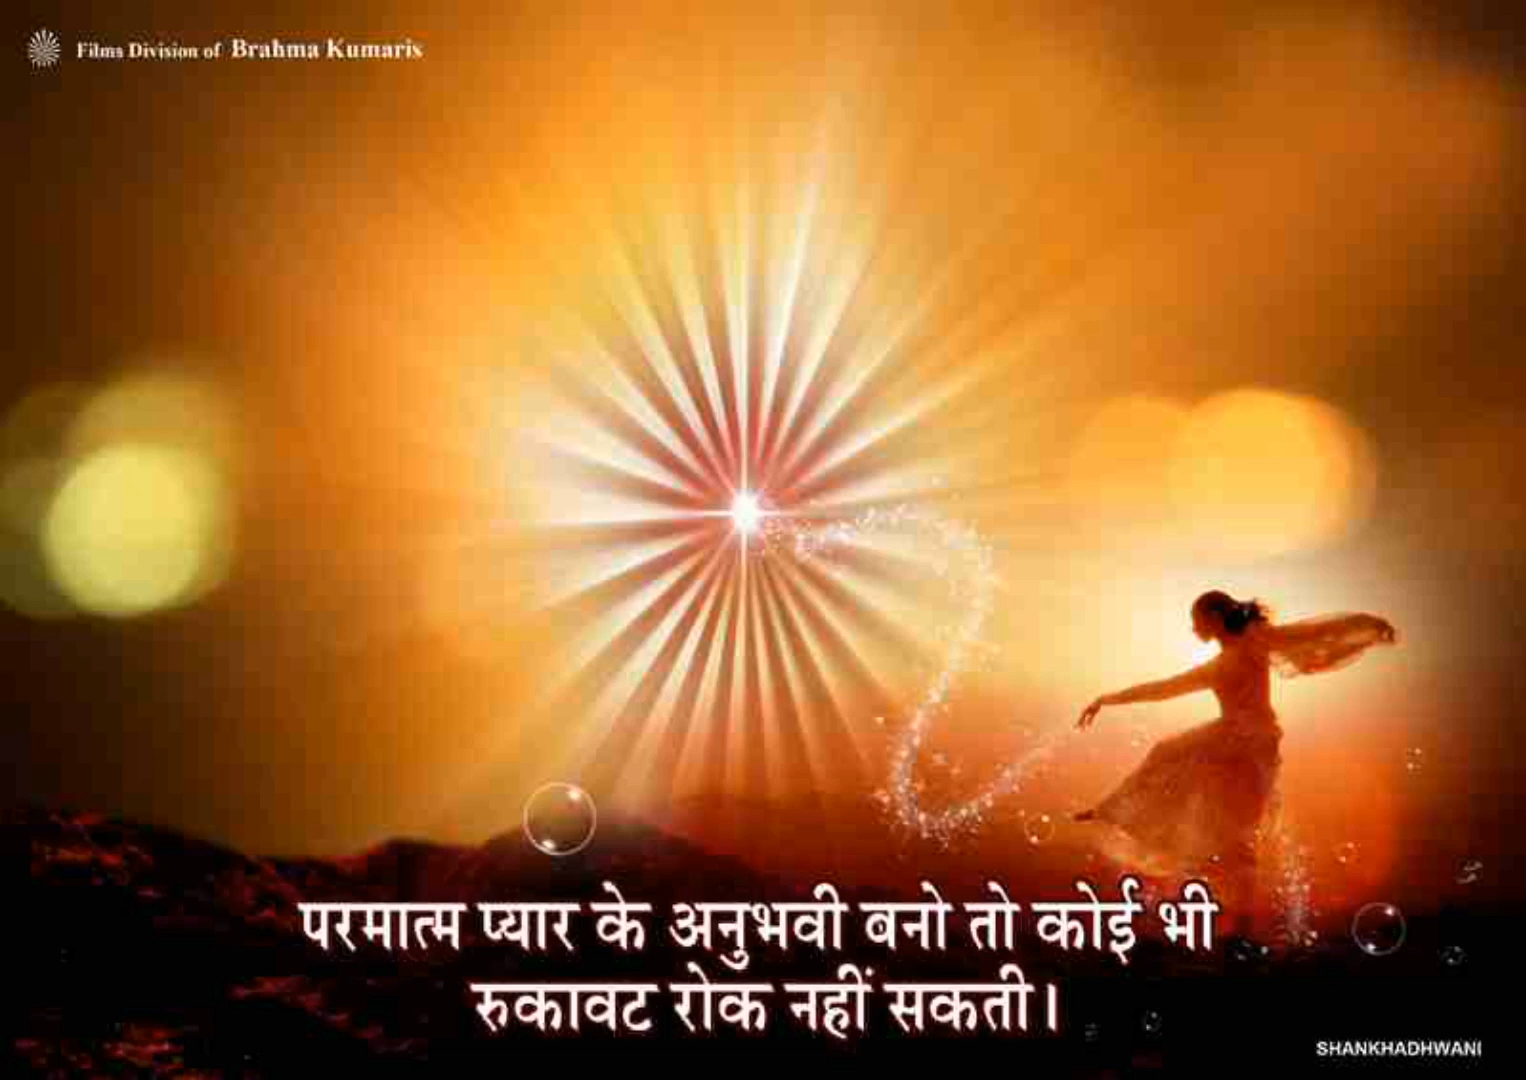 Films Division of Brahma Kumaris
परमात्म प्यार के अनुभवी बनो तो कोई भी
रुकावट रोक नहीं सकती।
SHANKHADHWANI